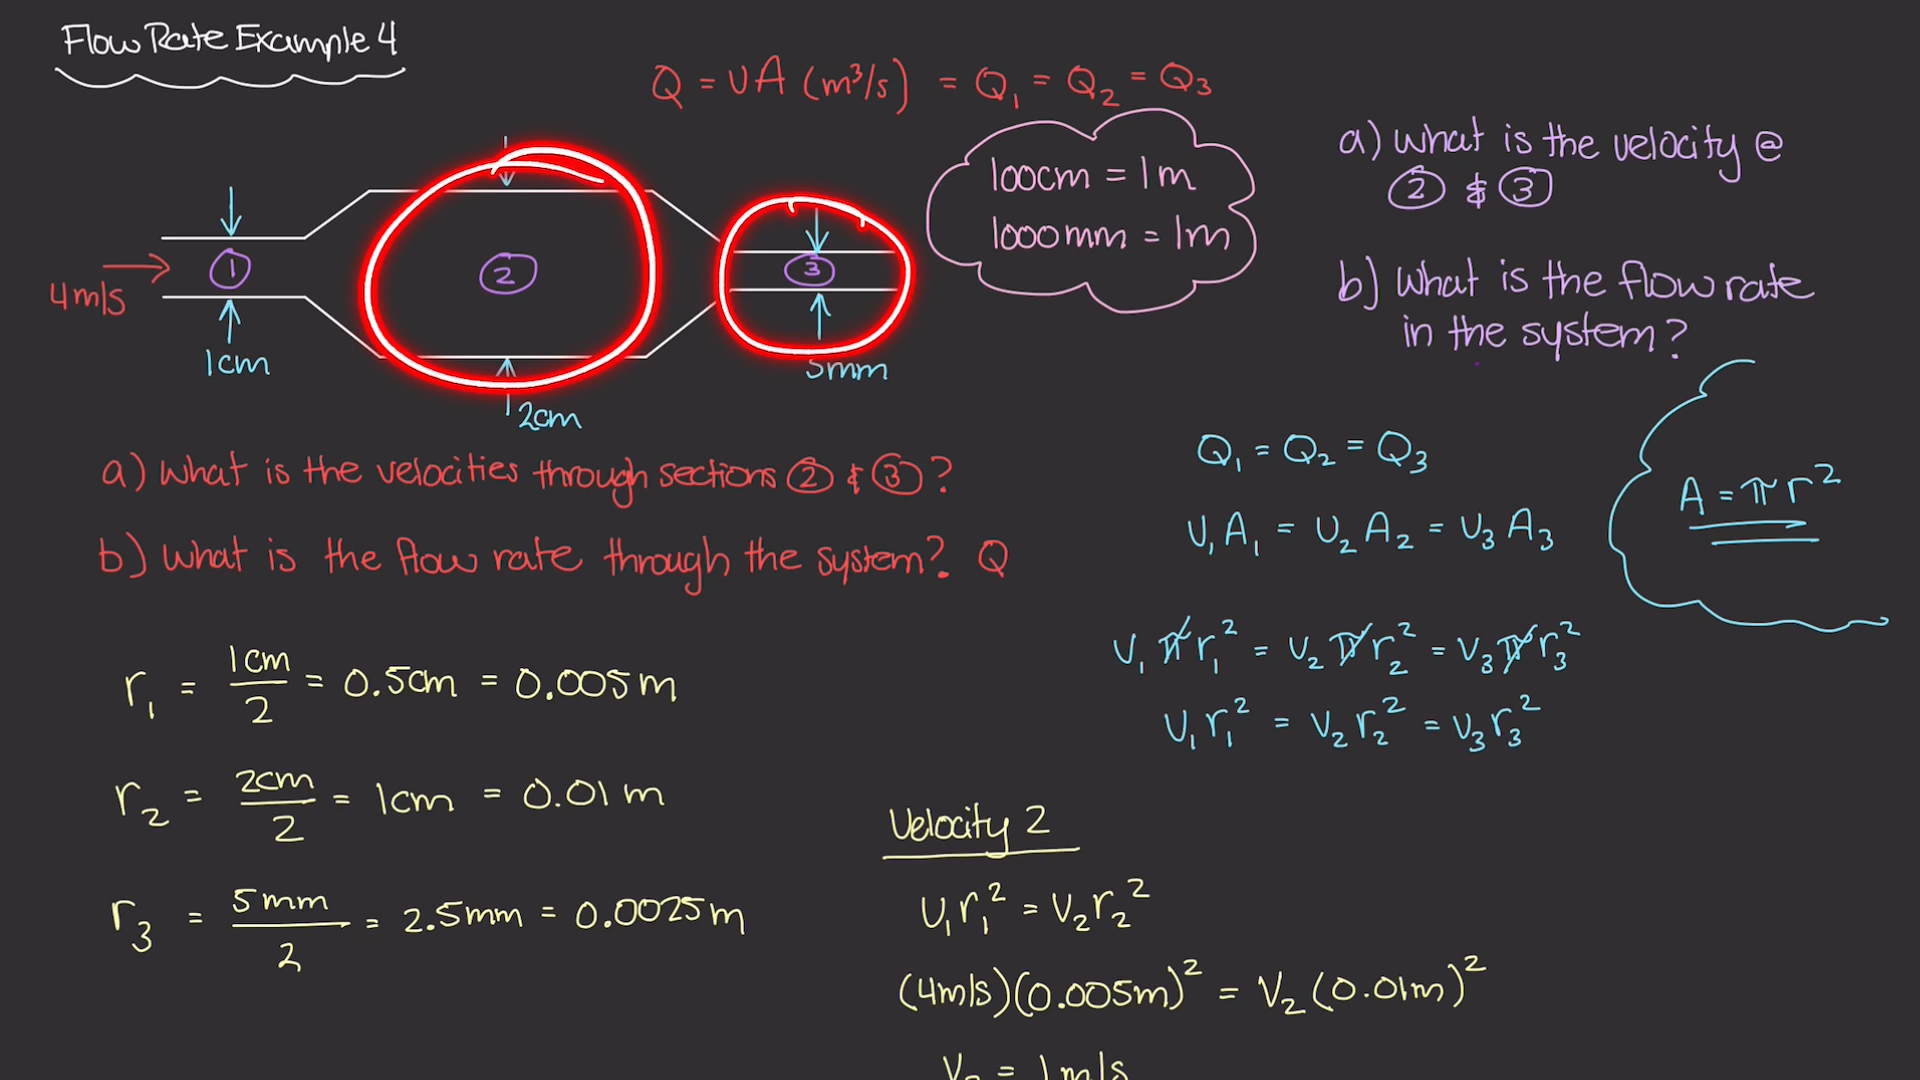 Flow Rate Example 4
Q = VA (m³/s) = Q₁ = Q₂ = Q₃
100cm = 1m
1000mm = 1m
a) what is the velocity @
② & ③
b) what is the flow rate
in the system?
4m/s
①
②
③
1cm
2cm
5mm
a) what is the velocities through sections ② & ③?
b) what is the flow rate through the system? Q
Q₁ = Q₂ = Q₃
V₁A₁ = V₂A₂ = V₃A₃
A = πr²
V₁πr₁² = V₂πr₂² = V₃πr₃²
V₁r₁² = V₂r₂² = V₃r₃²
r₁ = 1cm/2 = 0.5cm = 0.005m
r₂ = 2cm/2 = 1cm = 0.01m
r₃ = 5mm/2 = 2.5mm = 0.0025m
Velocity 2
V₁r₁² = V₂r₂²
(4m/s)(0.005m)² = V₂(0.01m)²
V₂ = 1m/s